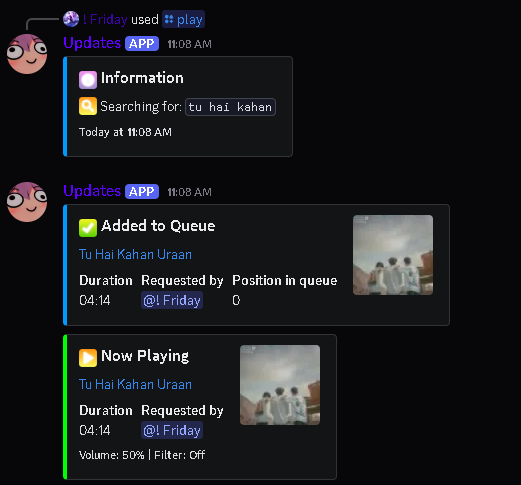 ! Friday used play
Updates APP 11:08 AM
Information
Searching for: tu hai kahan
Today at 11:08 AM
Updates APP 11:08 AM
Added to Queue
Tu Hai Kahan Uraan
Duration Requested by Position in queue
04:14 @! Friday 0
Now Playing
Tu Hai Kahan Uraan
Duration Requested by
04:14 @! Friday
Volume: 50% | Filter: Off